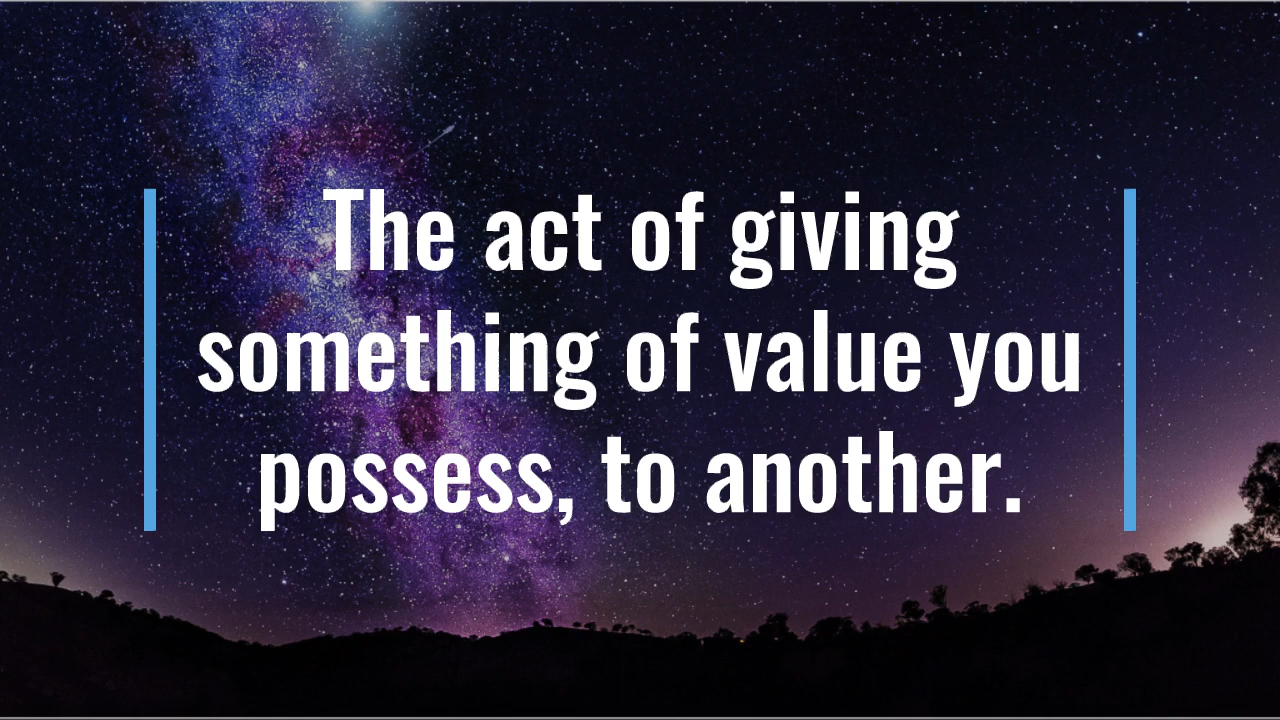 The act of giving
something of value you
possess, to another.